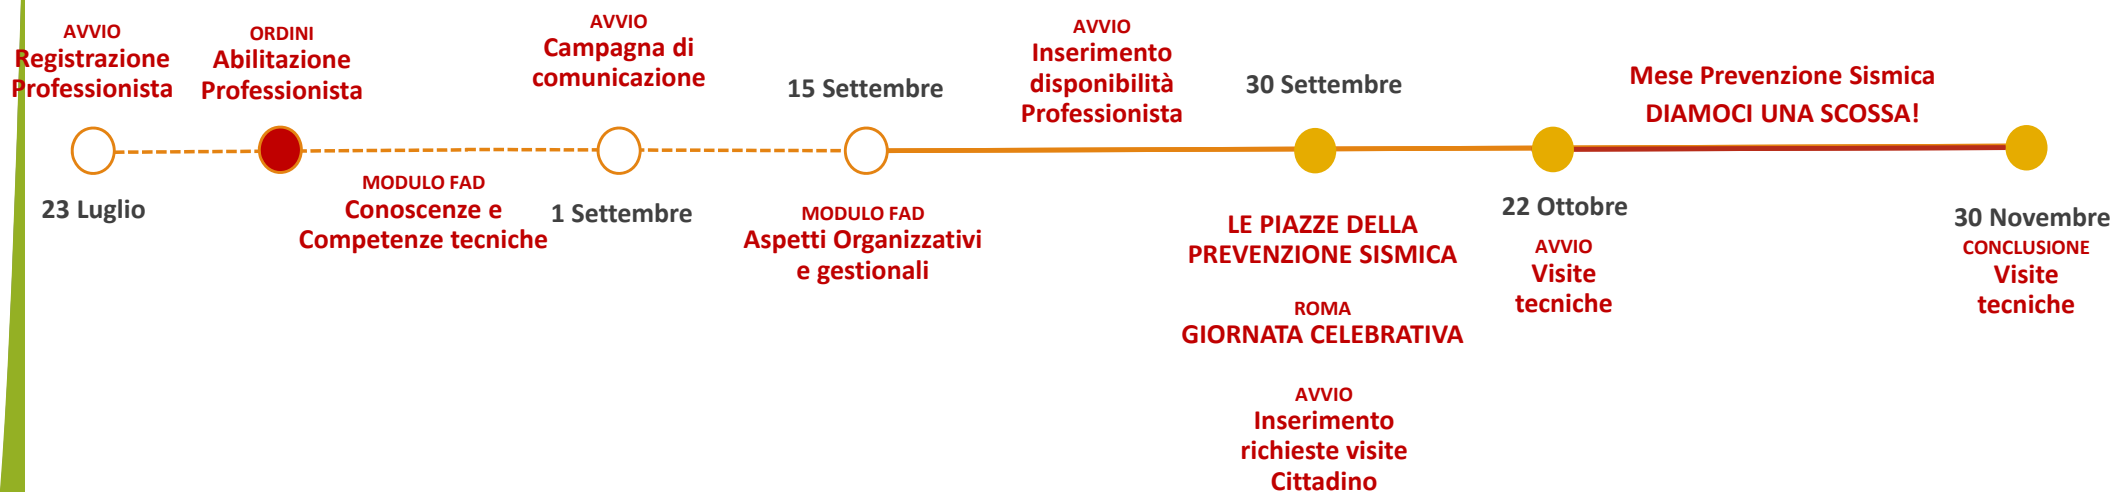 AVVIO
Registrazione
Professionista
23 Luglio
ORDINI
Abilitazione
Professionista
MODULO FAD
Conoscenze e
Competenze tecniche
AVVIO
Campagna di
comunicazione
1 Settembre
15 Settembre
MODULO FAD
Aspetti Organizzativi
e gestionali
AVVIO
Inserimento
disponibilità
Professionista
30 Settembre
LE PIAZZE DELLA
PREVENZIONE SISMICA
ROMA
GIORNATA CELEBRATIVA
AVVIO
Inserimento
richieste visite
Cittadino
22 Ottobre
AVVIO
Visite
tecniche
Mese Prevenzione Sismica
DIAMOCI UNA SCOSSA!
30 Novembre
CONCLUSIONE
Visite
tecniche